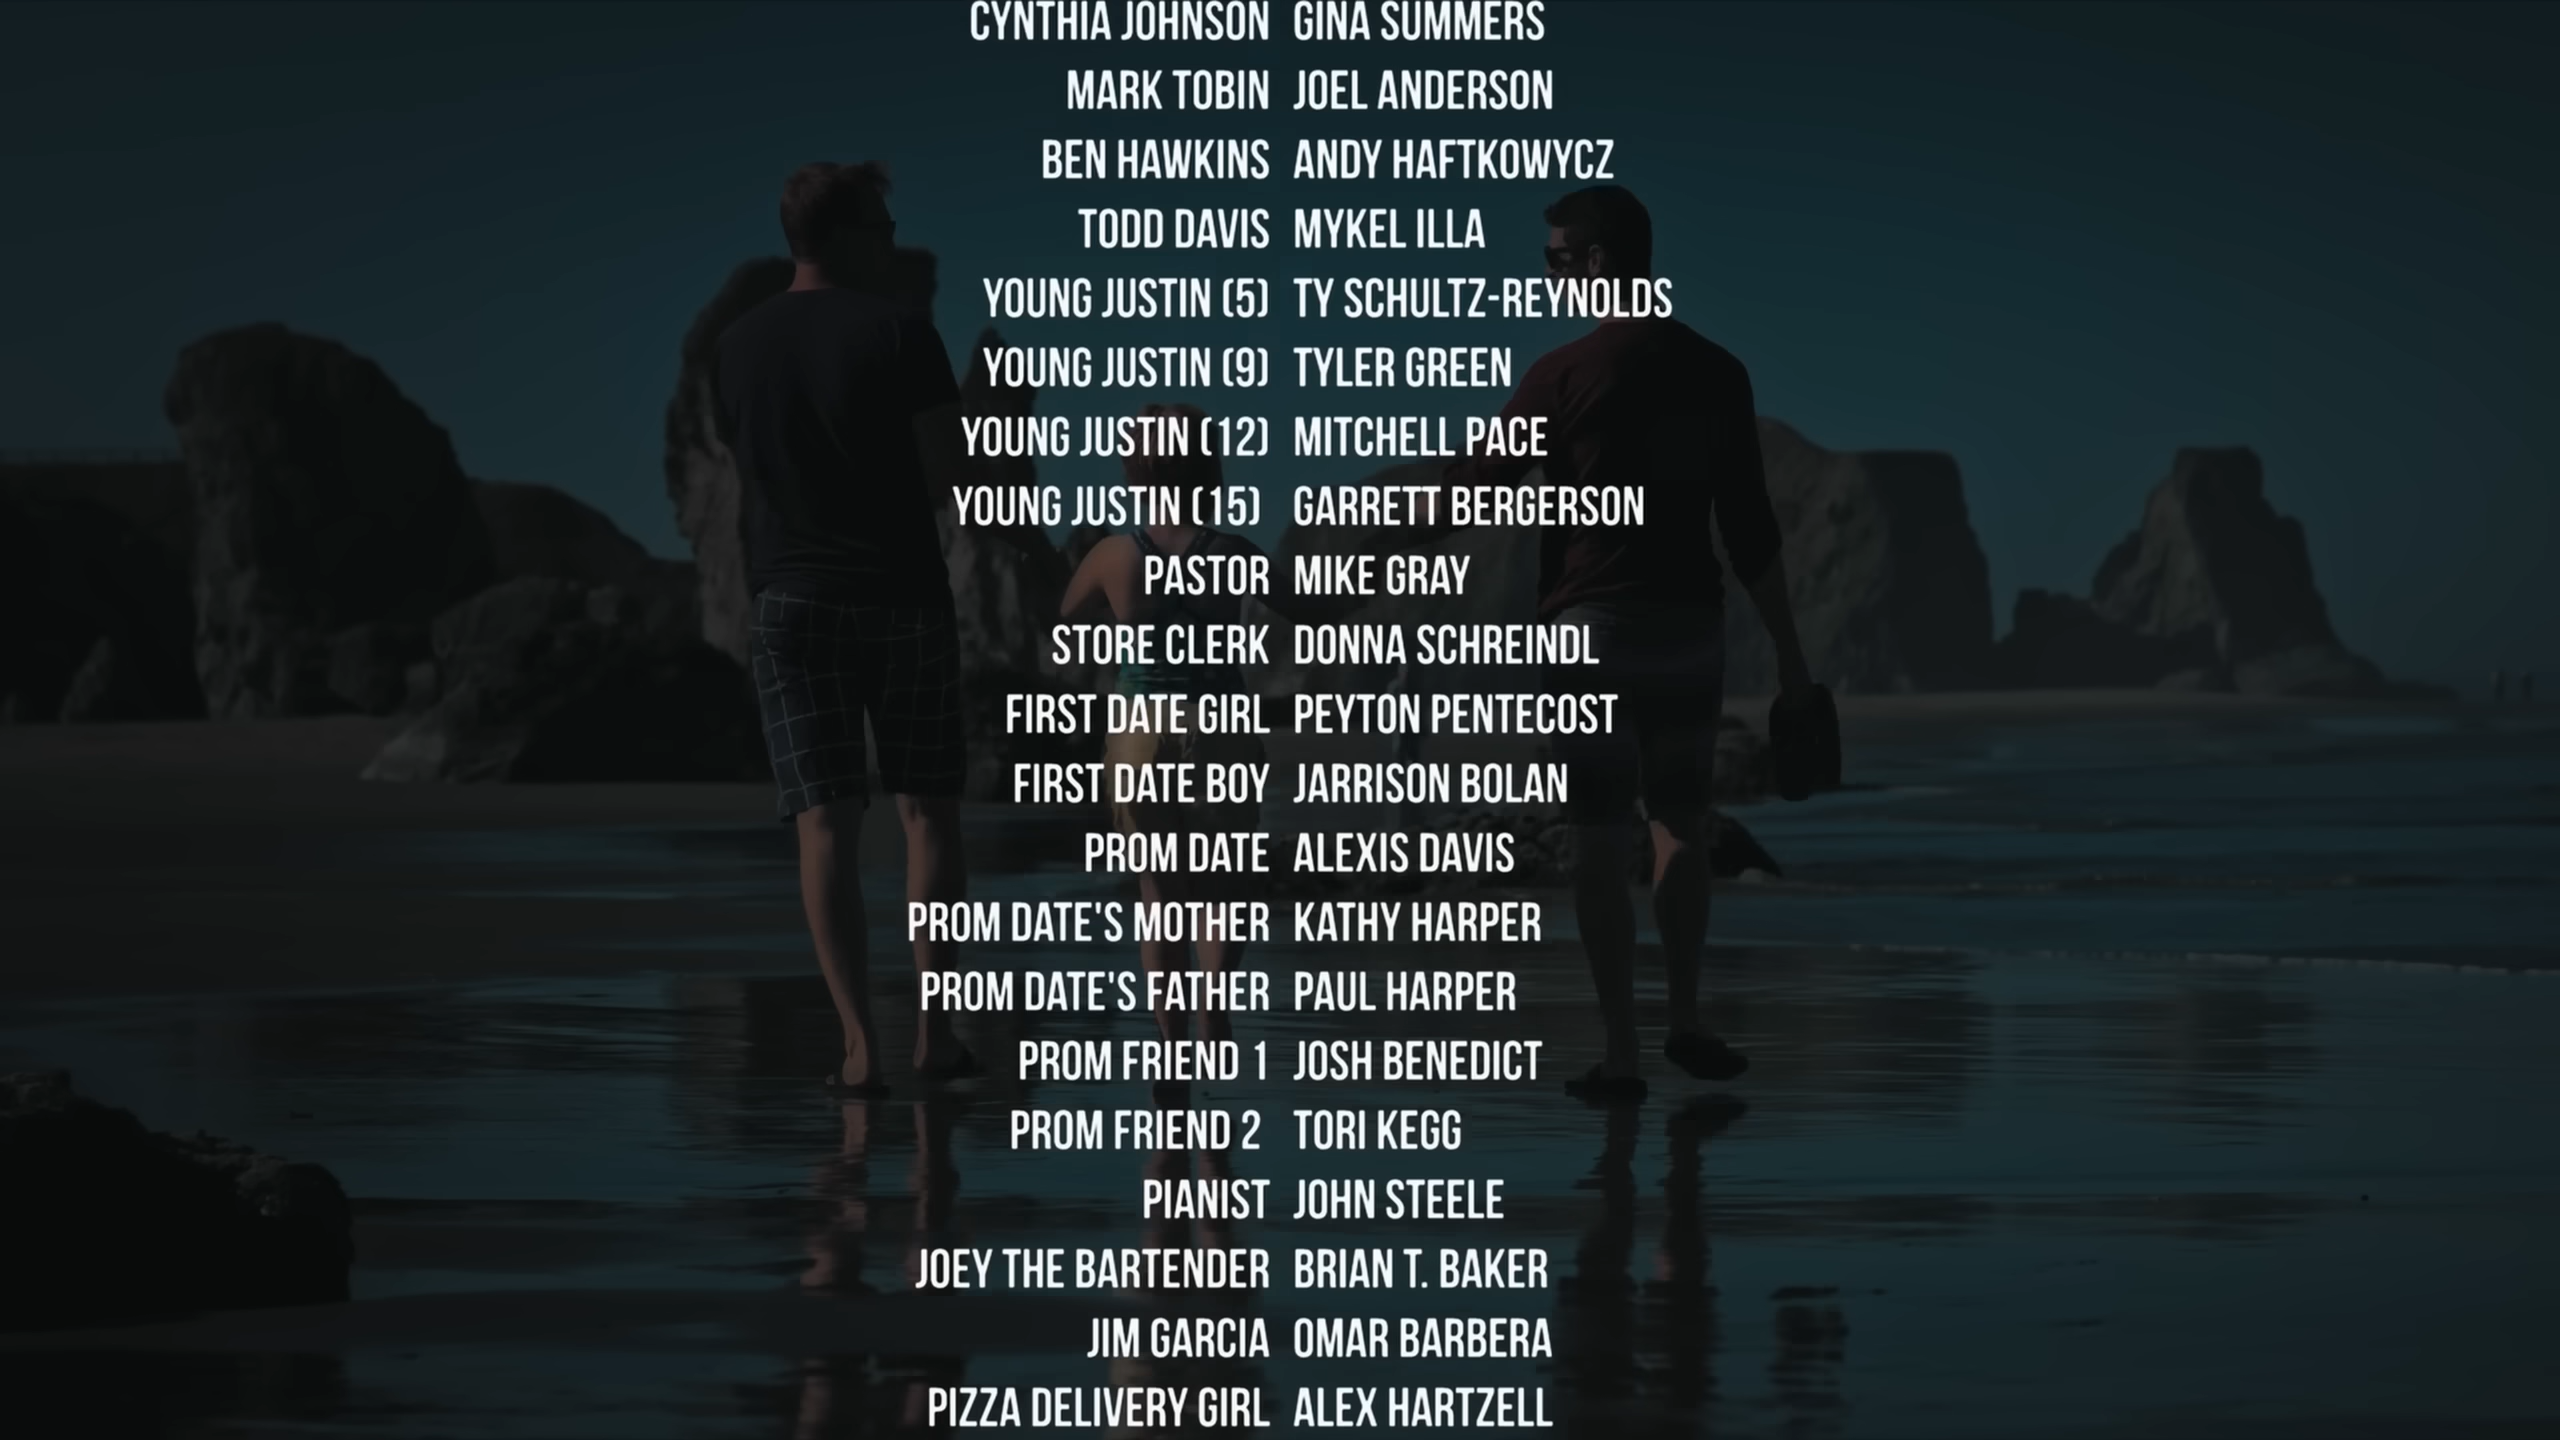 CYNTHIA JOHNSON GINA SUMMERS
MARK TOBIN JOEL ANDERSON
BEN HAWKINS ANDY HAFTKOWYCZ
TODD DAVIS MYKEL ILLA
YOUNG JUSTIN (5) TY SCHULTZ-REYNOLDS
YOUNG JUSTIN (9) TYLER GREEN
YOUNG JUSTIN (12) MITCHELL PACE
YOUNG JUSTIN (15) GARRETT BERGERSON
PASTOR MIKE GRAY
STORE CLERK DONNA SCHREINDL
FIRST DATE GIRL PEYTON PENTECOST
FIRST DATE BOY JARRISON BOLAN
PROM DATE ALEXIS DAVIS
PROM DATE'S MOTHER KATHY HARPER
PROM DATE'S FATHER PAUL HARPER
PROM FRIEND 1 JOSH BENEDICT
PROM FRIEND 2 TORI KEGG
PIANIST JOHN STEELE
JOEY THE BARTENDER BRIAN T. BAKER
JIM GARCIA OMAR BARBERA
PIZZA DELIVERY GIRL ALEX HARTZELL